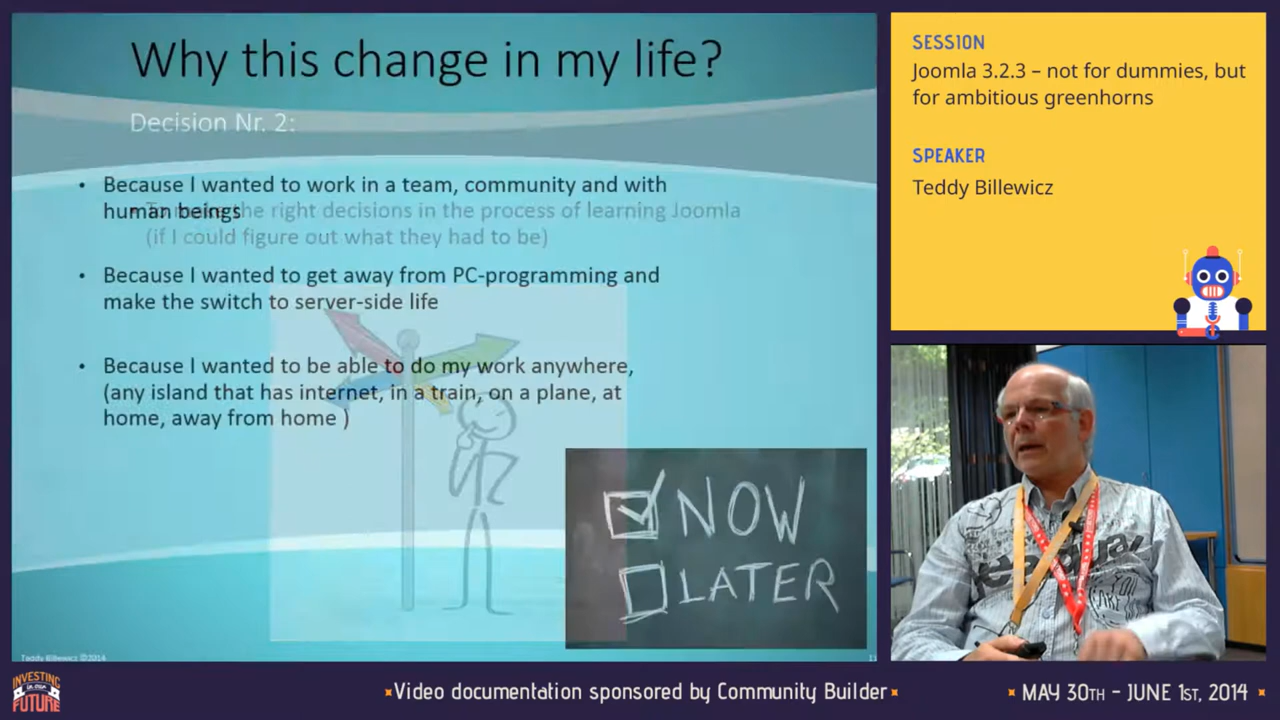 Why this change in my life?
Decision Nr. 2:
• Because I wanted to work in a team, community and with
human beings
the right decisions in the process of learning Joomla
(if I could figure out what they had to be)
• Because I wanted to get away from PC-programming and
make the switch to server-side life
• Because I wanted to be able to do my work anywhere,
(any island that has internet, in a train, on a plane, at
home, away from home )
NOW
LATER
Teddy Billewicz ©2014
SESSION
Joomla 3.2.3 – not for dummies, but
for ambitious greenhorns
SPEAKER
Teddy Billewicz
INVESTING
FUTURE
Video documentation sponsored by Community Builder
MAY 30TH - JUNE 1ST, 2014